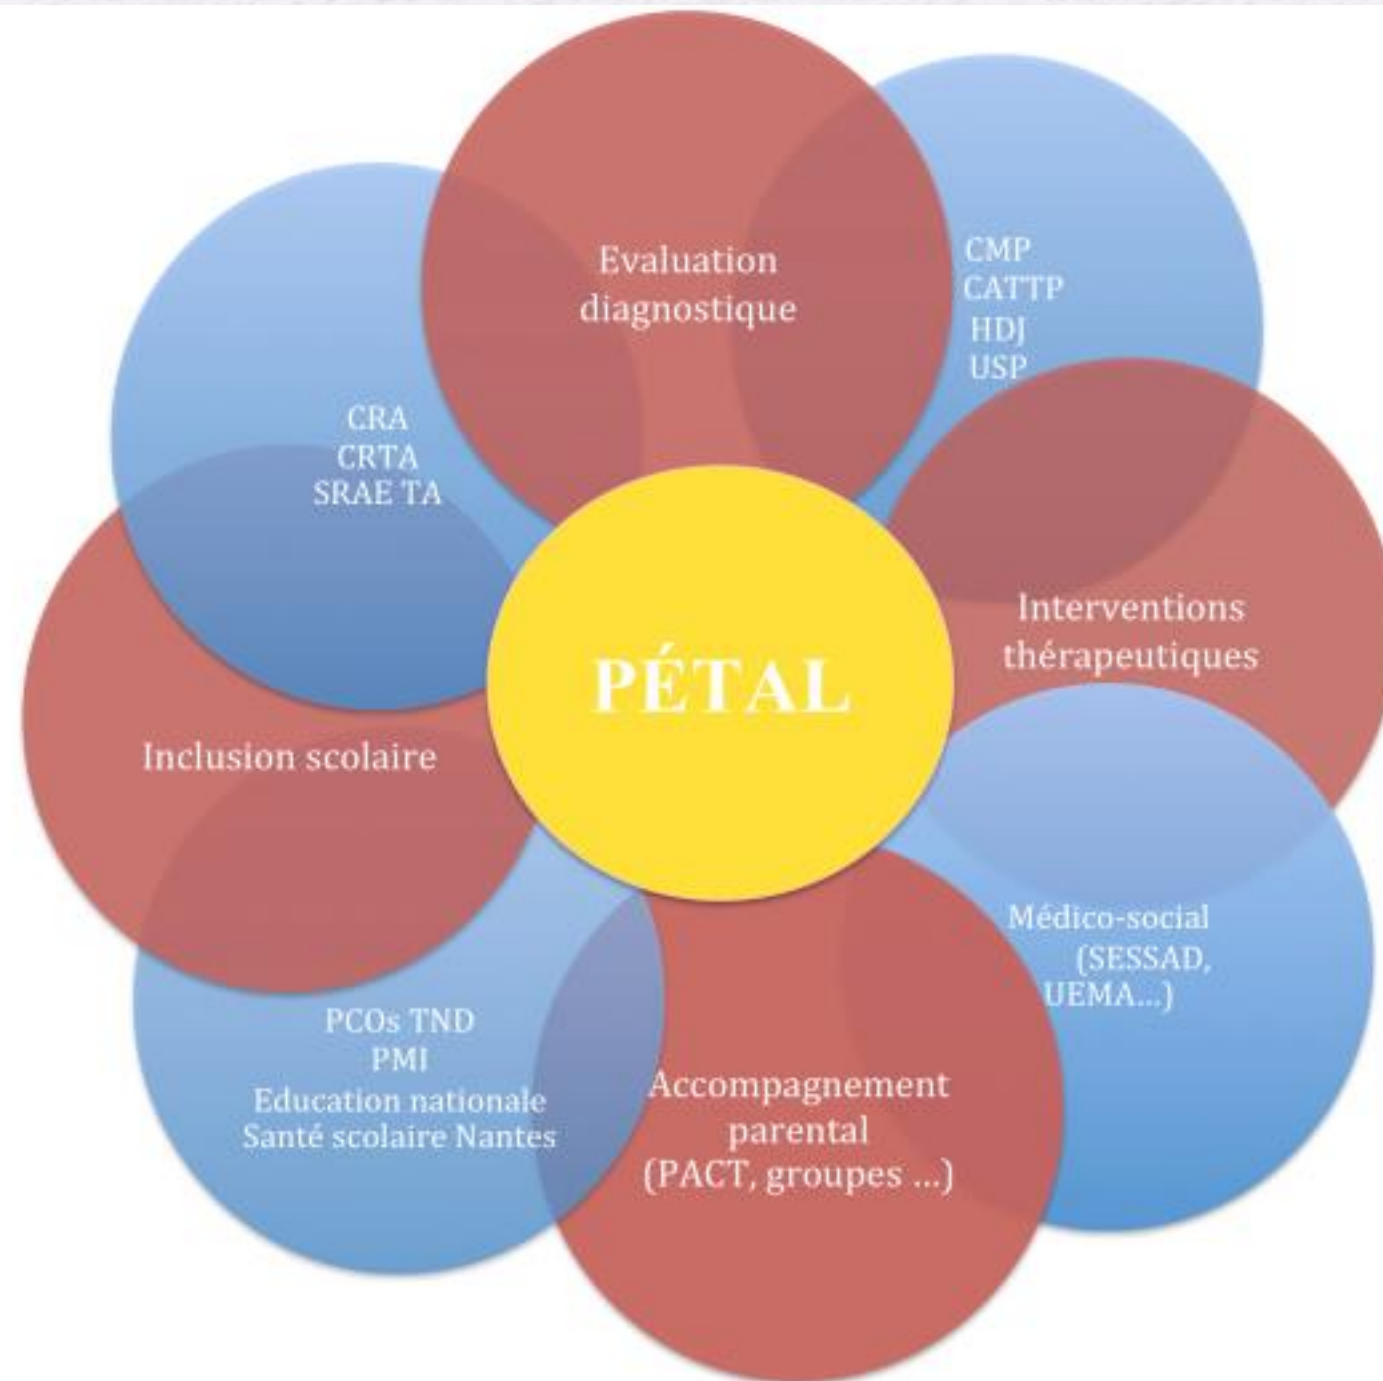 Evaluation
diagnostique
CMP
CATTP
HDJ
USP
CRA
CRTA
SRAE TA
Interventions
thérapeutiques
PÉTAL
Inclusion scolaire
Médico-social
(SESSAD,
UEMA...)
PCOs TND
PMI
Education nationale
Santé scolaire Nantes
Accompagnement
parental
(PACT, groupes ...)